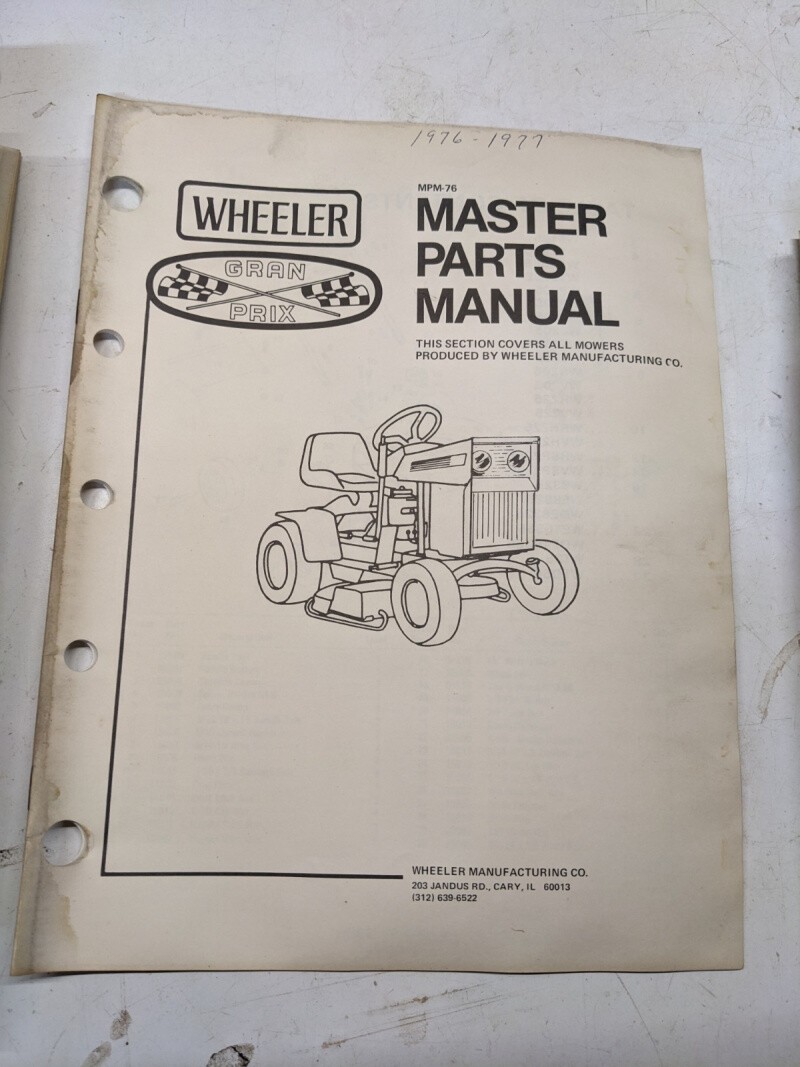 1976-1977
WHEELER
GRAN
PRIX
MPM-76
MASTER
PARTS
MANUAL
THIS SECTION COVERS ALL MOWERS
PRODUCED BY WHEELER MANUFACTURING CO.
WHEELER MANUFACTURING CO.
203 JANDUS RD., CARY, IL 60013
(312) 639-6522